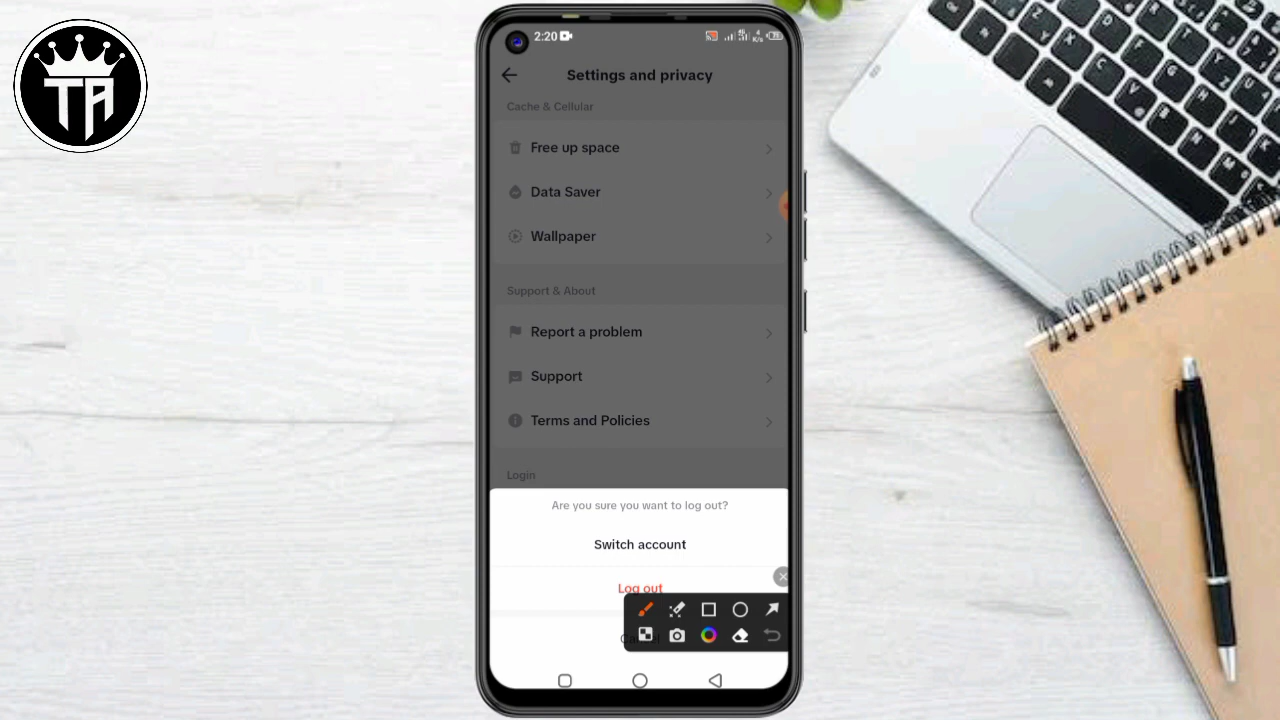 TA
2:20
Settings and privacy
Cache & Cellular
Free up space
Data Saver
Wallpaper
Support & About
Report a problem
Support
Terms and Policies
Login
Are you sure you want to log out?
Switch account
Log out